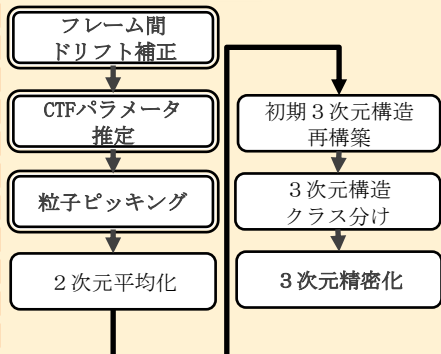 フレーム間
ドリフト補正
CTFパラメータ
推定
粒子ピッキング
２次元平均化
初期３次元構造
再構築
３次元構造
クラス分け
３次元精密化